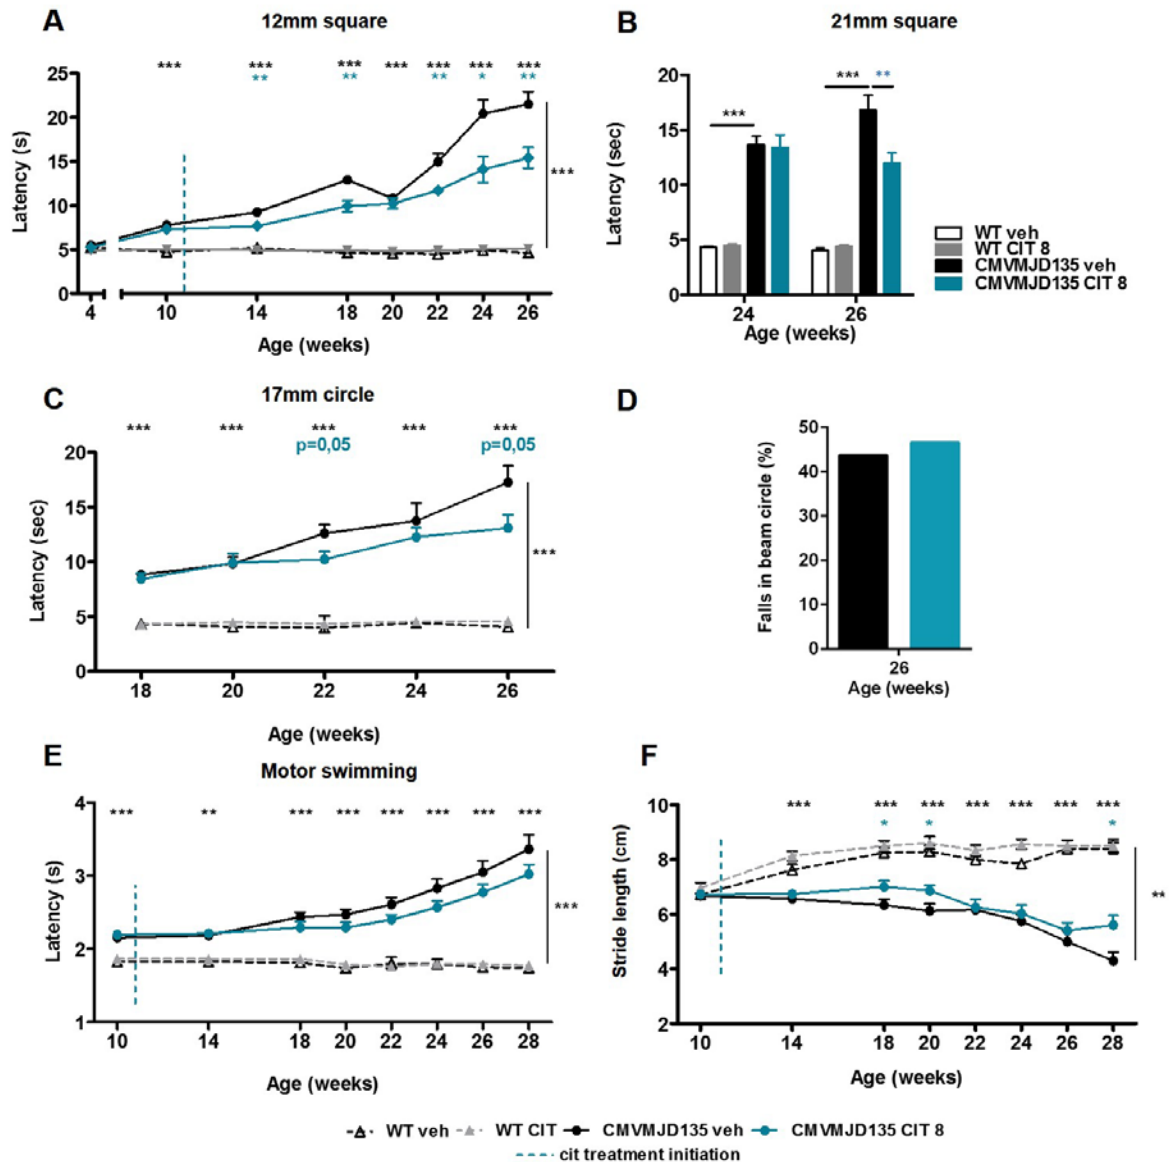 A
12mm square
*** *** *** *** *** *** ***
** ** ** * **
25
20
15
10
5
0
Latency (s)
***
4 10 14 18 20 22 24 26
Age (weeks)
B
21mm square
*** **
***
20
15
10
5
0
Latency (sec)
24 26
Age (weeks)
WT veh
WT CIT 8
CMVMJD135 veh
CMVMJD135 CIT 8
C
17mm circle
*** *** *** *** ***
p=0,05 p=0,05
20
15
10
5
0
Latency (sec)
***
18 20 22 24 26
Age (weeks)
D
50
40
30
20
10
0
Falls in beam circle (%)
26
Age (weeks)
E
Motor swimming
*** ** *** *** *** *** *** ***
4
3
2
1
Latency (s)
***
10 14 18 20 22 24 26 28
Age (weeks)
F
*** *** *** *** *** *** ***
* * *
10
8
6
4
2
Stride length (cm)
**
10 14 18 20 22 24 26 28
Age (weeks)
WT veh WT CIT CMVMJD135 veh CMVMJD135 CIT 8
cit treatment initiation